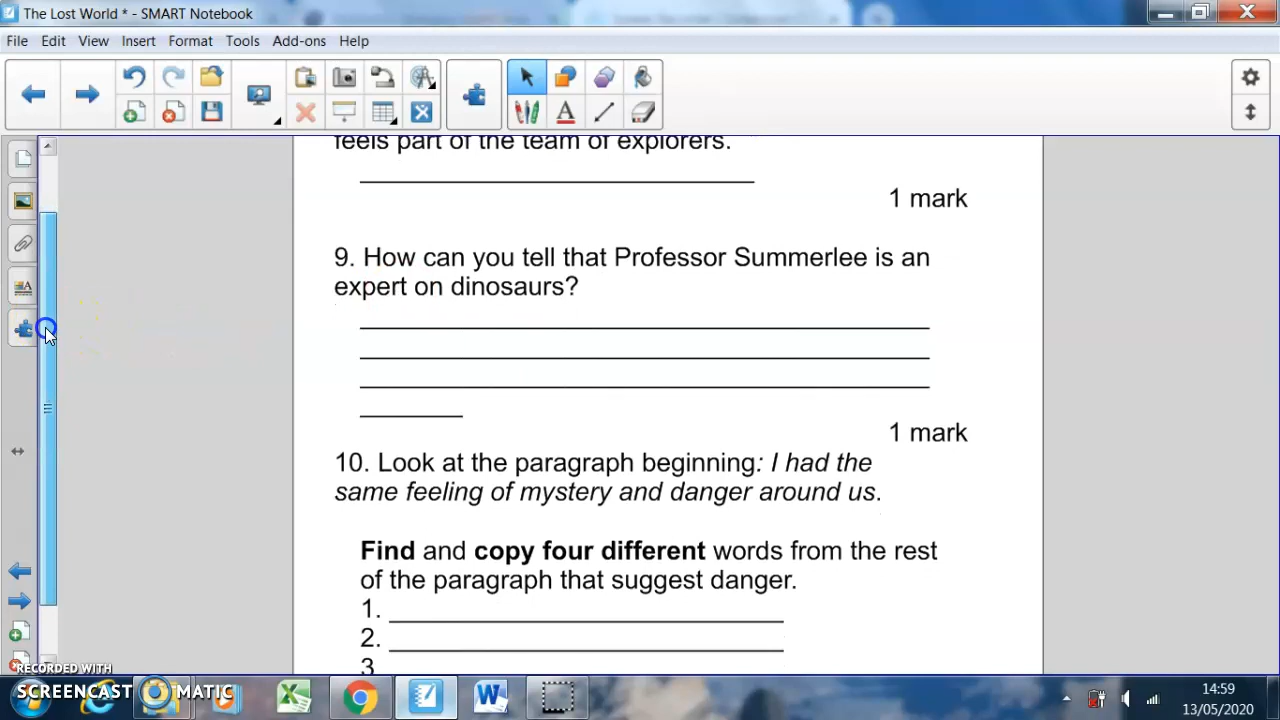 The Lost World * - SMART Notebook
File Edit View Insert Format Tools Add-ons Help
feels part of the team of explorers.
1 mark
9. How can you tell that Professor Summerlee is an
expert on dinosaurs?
1 mark
10. Look at the paragraph beginning: I had the
same feeling of mystery and danger around us.
Find and copy four different words from the rest
of the paragraph that suggest danger.
1.
2.
3
RECORDED WITH
SCREENCAST MATIC
14:59
13/05/2020